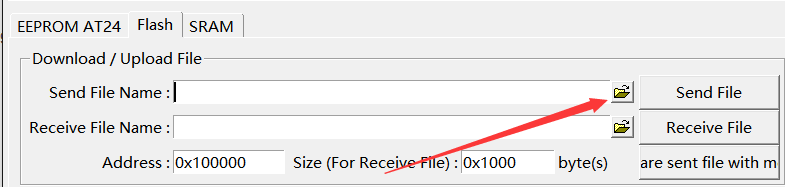 EEPROM AT24 Flash SRAM
Download / Upload File
Send File Name : Send File
Receive File Name : Receive File
Address : 0x100000 Size (For Receive File) : 0x1000 byte(s) are sent file with m